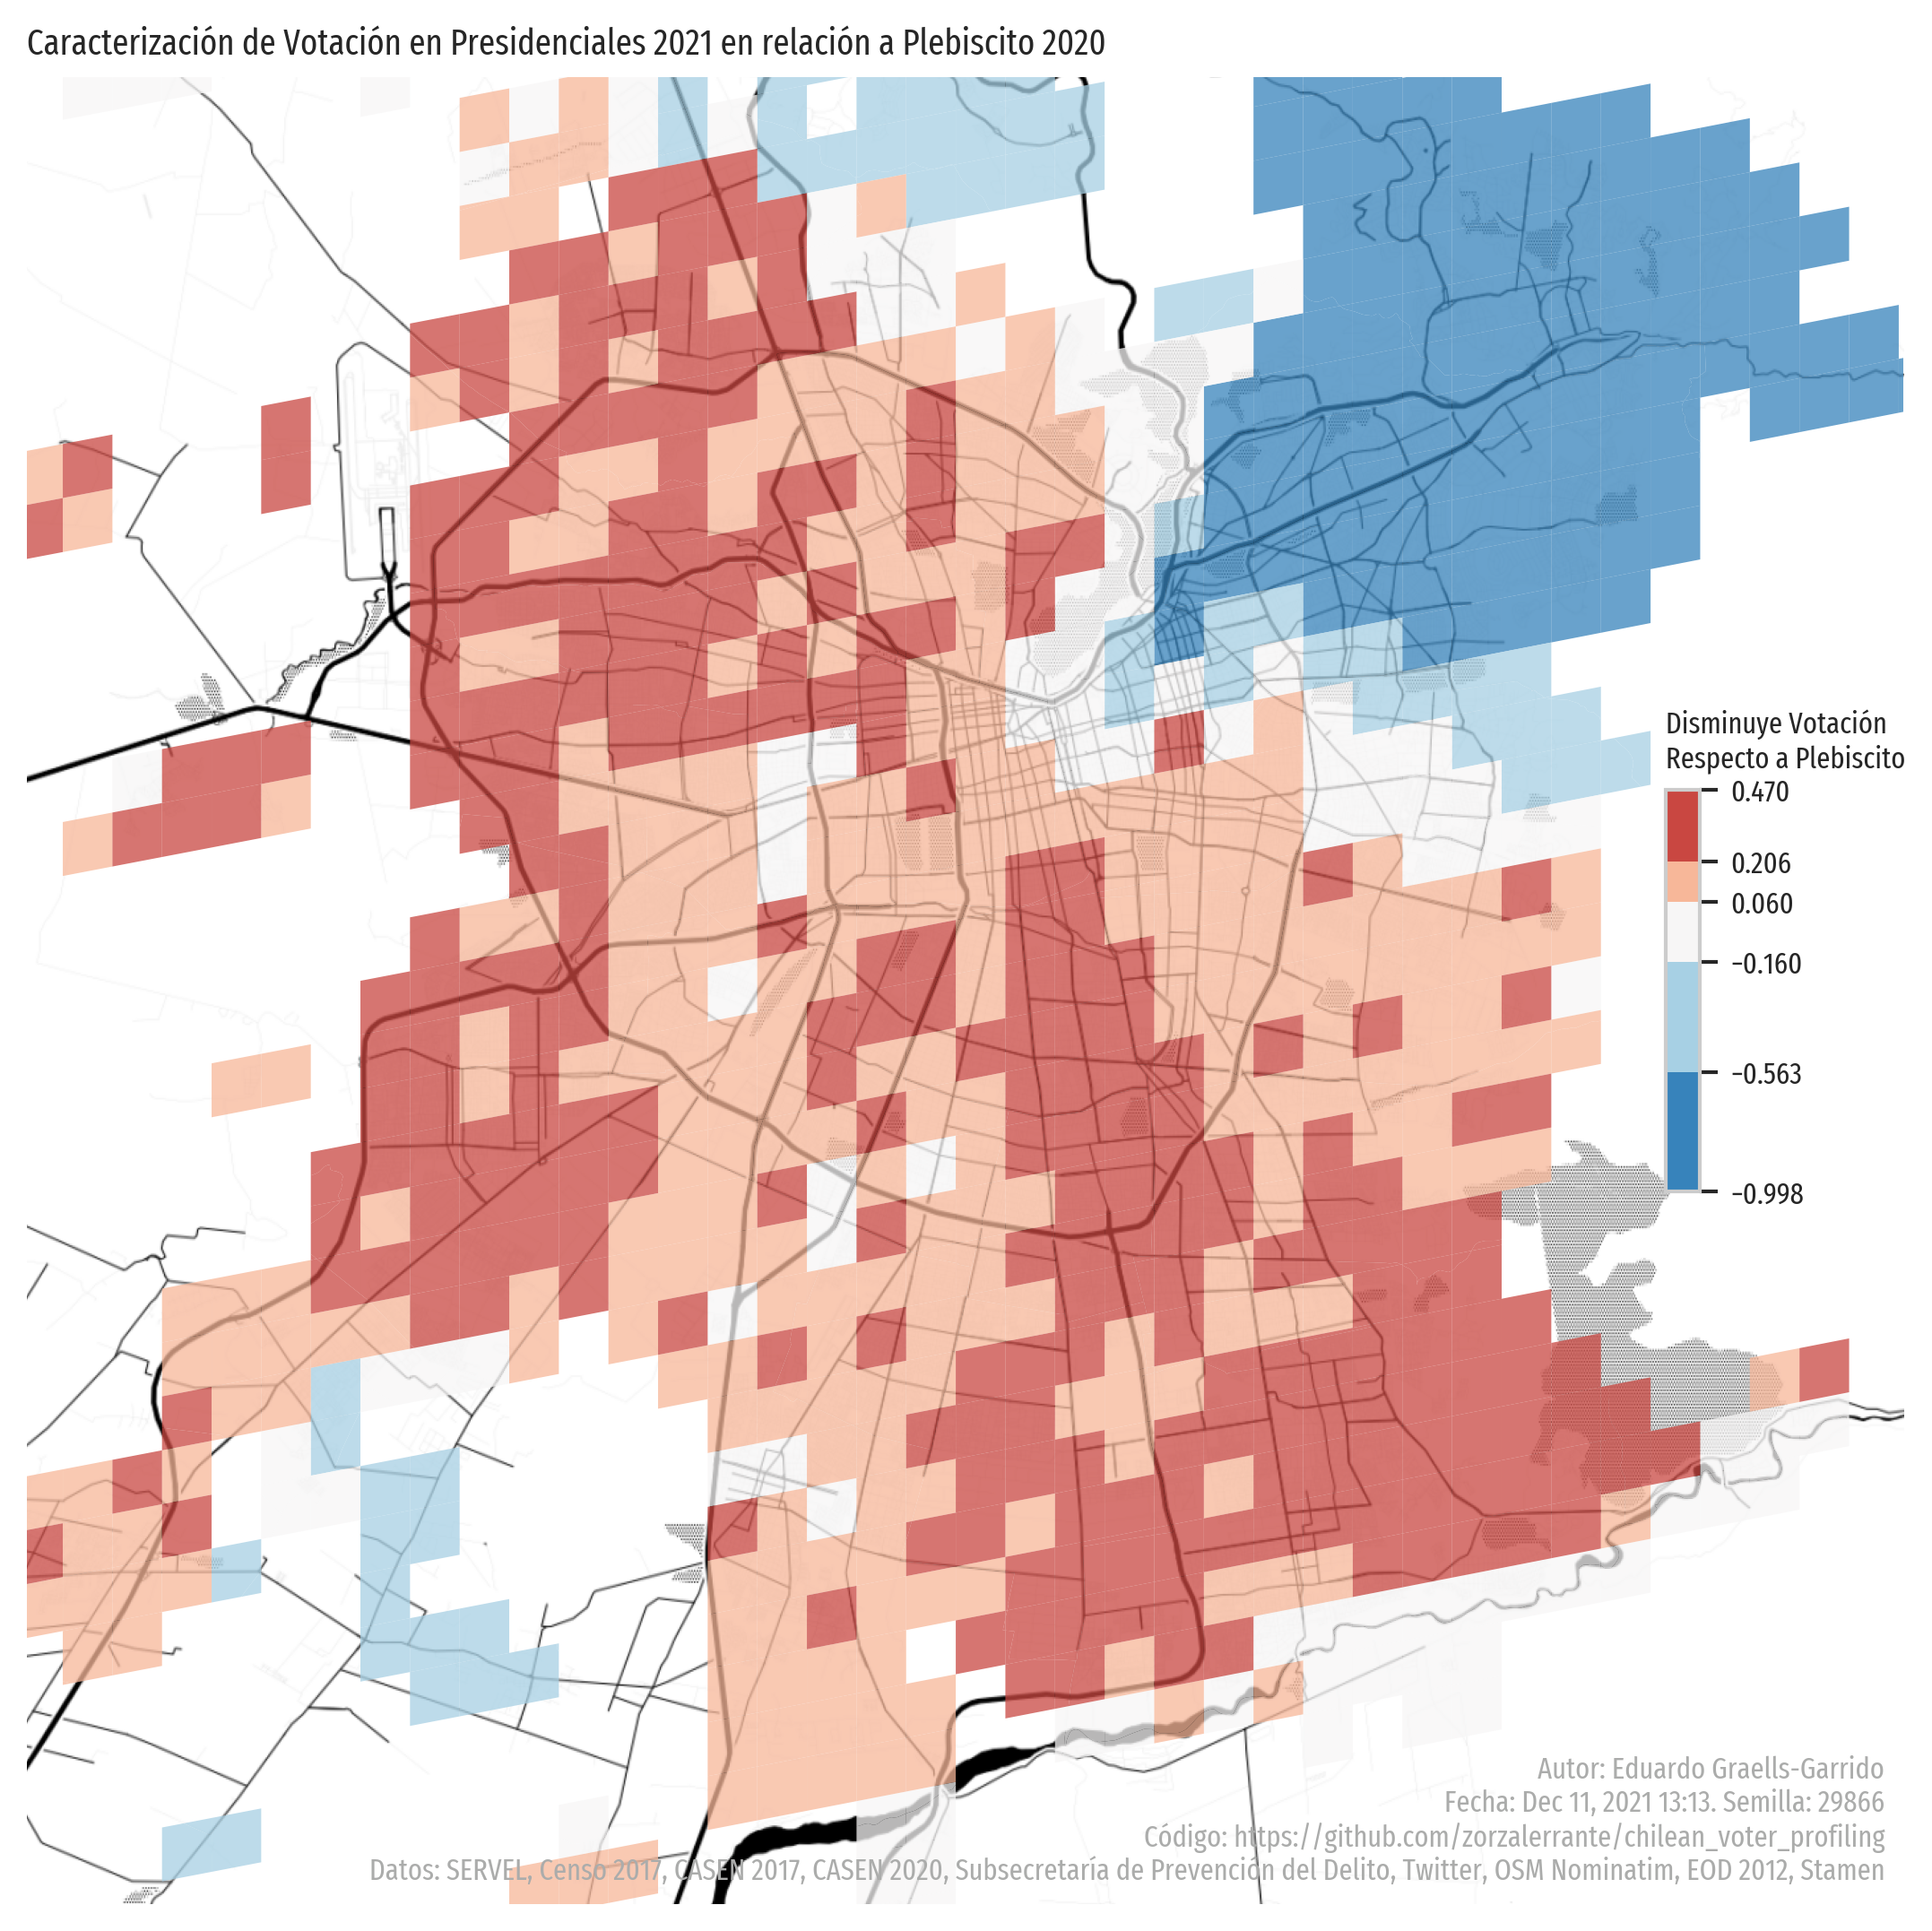 Caracterización de Votación en Presidenciales 2021 en relación a Plebiscito 2020
Disminuye Votación
Respecto a Plebiscito
0.470
0.206
0.060
−0.160
−0.563
−0.998
Autor: Eduardo Graells-Garrido
Fecha: Dec 11, 2021 13:13. Semilla: 29866
Código: https://github.com/zorzalerrante/chilean_voter_profiling
Datos: SERVEL, Censo 2017, CASEN 2017, CASEN 2020, Subsecretaría de Prevención del Delito, Twitter, OSM Nominatim, EOD 2012, Stamen